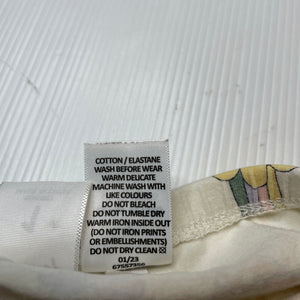 COTTON / ELASTANE
WASH BEFORE WEAR
WARM DELICATE
MACHINE WASH WITH
LIKE COLOURS
DO NOT BLEACH
DO NOT TUMBLE DRY
WARM IRON INSIDE OUT
(DO NOT IRON PRINTS
OR EMBELLISHMENTS)
DO NOT DRY CLEAN
01/23
67557356